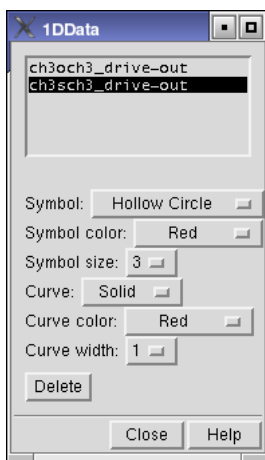 1DData
ch3och3_drive-out
ch3sch3_drive-out
Symbol: Hollow Circle
Symbol color: Red
Symbol size: 3
Curve: Solid
Curve color: Red
Curve width: 1
Delete
Close Help